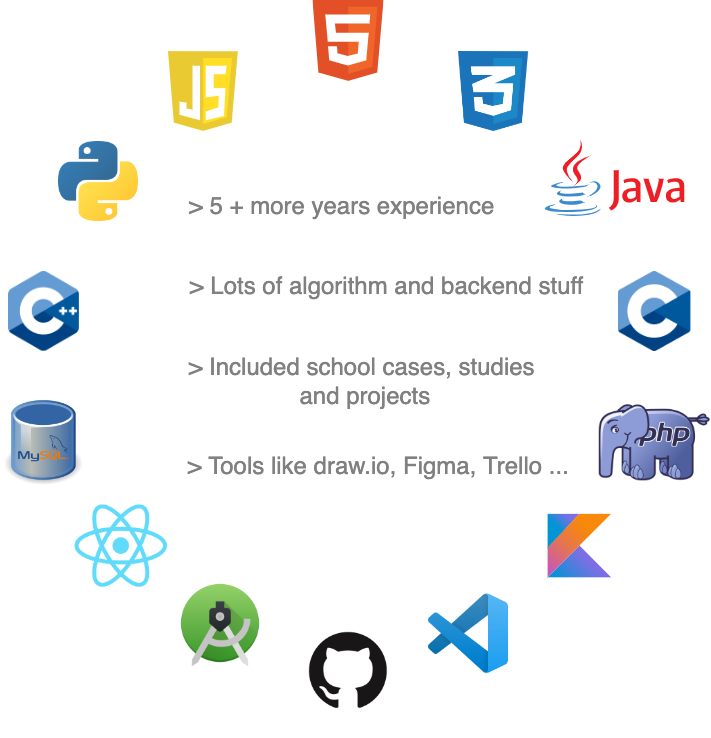 5
JS
3
Java
> 5 + more years experience
> Lots of algorithm and backend stuff
C++
C
> Included school cases, studies
and projects
MySQL
php
> Tools like draw.io, Figma, Trello ...